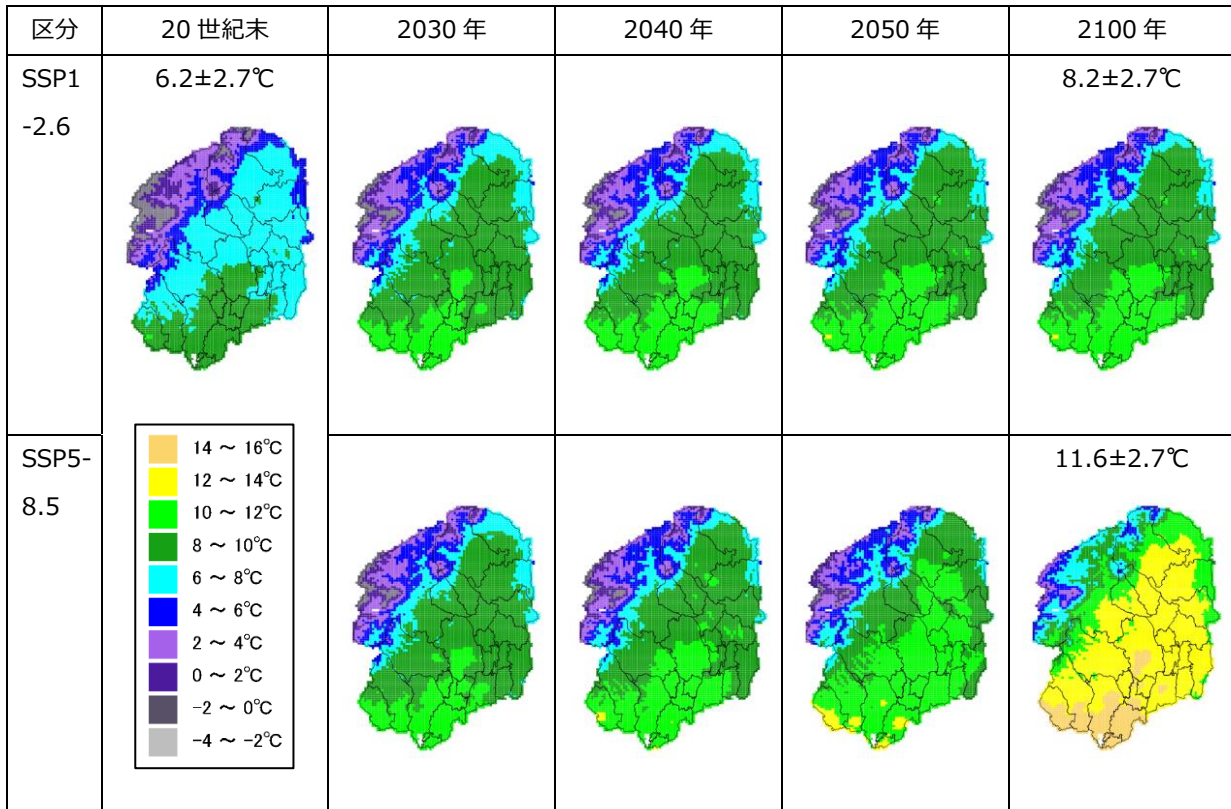 区分
20 世紀末
2030 年
2040 年
2050 年
2100 年
SSP1
-2.6
6.2±2.7℃
8.2±2.7℃
SSP5-
8.5
11.6±2.7℃
14 ～ 16℃
12 ～ 14℃
10 ～ 12℃
8 ～ 10℃
6 ～ 8℃
4 ～ 6℃
2 ～ 4℃
0 ～ 2℃
-2 ～ 0℃
-4 ～ -2℃